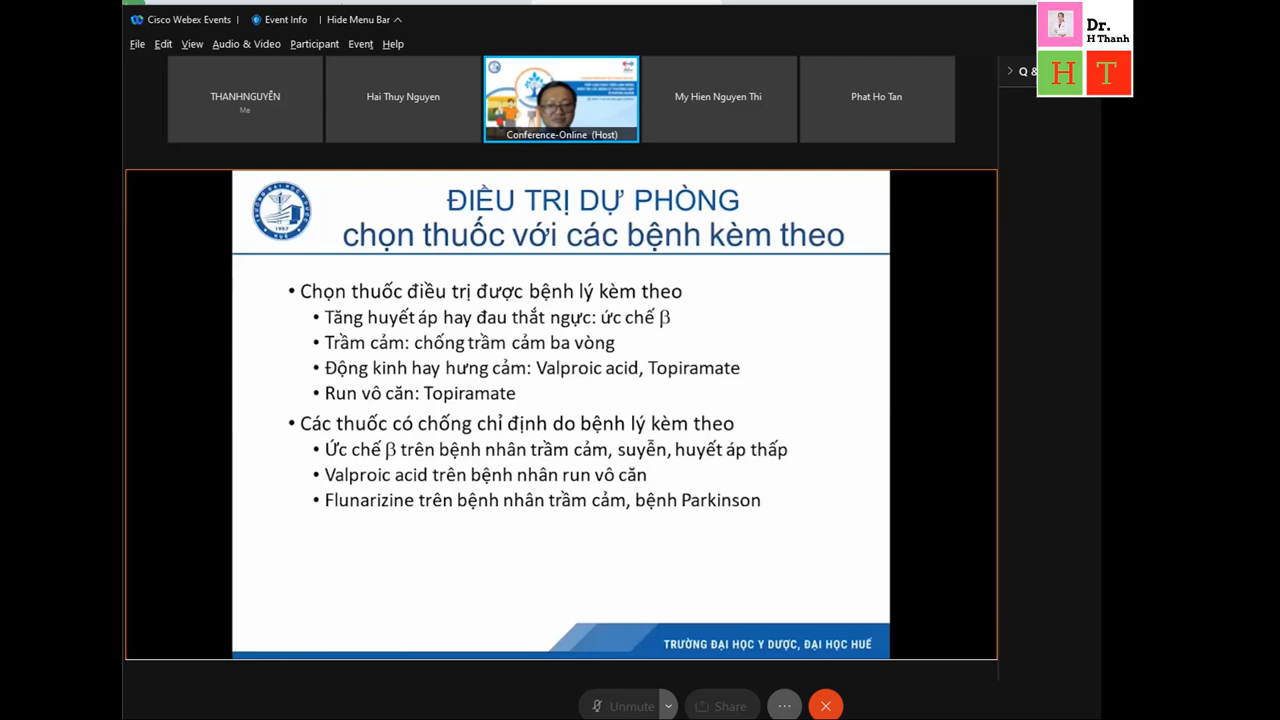 Cisco Webex Events
Event Info
Hide Menu Bar
File Edit View Audio & Video Participant Event Help
Dr.
H Thanh
H T
Q &
THANHNGUYỄN
Me
Hai Thuy Nguyen
Conference-Online (Host)
My Hien Nguyen Thi
Phat Ho Tan
ĐIỀU TRỊ DỰ PHÒNG
chọn thuốc với các bệnh kèm theo
• Chọn thuốc điều trị được bệnh lý kèm theo
• Tăng huyết áp hay đau thắt ngực: ức chế β
• Trầm cảm: chống trầm cảm ba vòng
• Động kinh hay hưng cảm: Valproic acid, Topiramate
• Run vô căn: Topiramate
• Các thuốc có chống chỉ định do bệnh lý kèm theo
• Ức chế β trên bệnh nhân trầm cảm, suyễn, huyết áp thấp
• Valproic acid trên bệnh nhân run vô căn
• Flunarizine trên bệnh nhân trầm cảm, bệnh Parkinson
TRƯỜNG ĐẠI HỌC Y DƯỢC, ĐẠI HỌC HUẾ
Unmute
Share